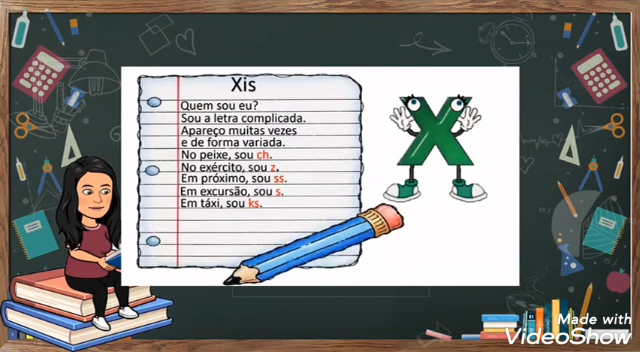 Xis
Quem sou eu?
Sou a letra complicada.
Apareço muitas vezes
e de forma variada.
No peixe, sou ch.
No exército, sou z.
Em próximo, sou ss.
Em excursão, sou s.
Em táxi, sou ks.
Made with
VideoShow